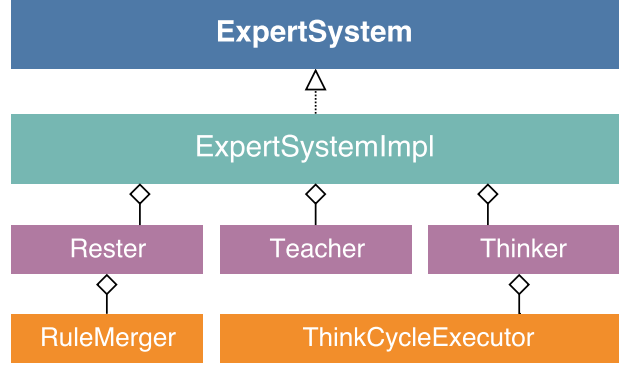 ExpertSystem
ExpertSystemImpl
Rester
Teacher
Thinker
RuleMerger
ThinkCycleExecutor